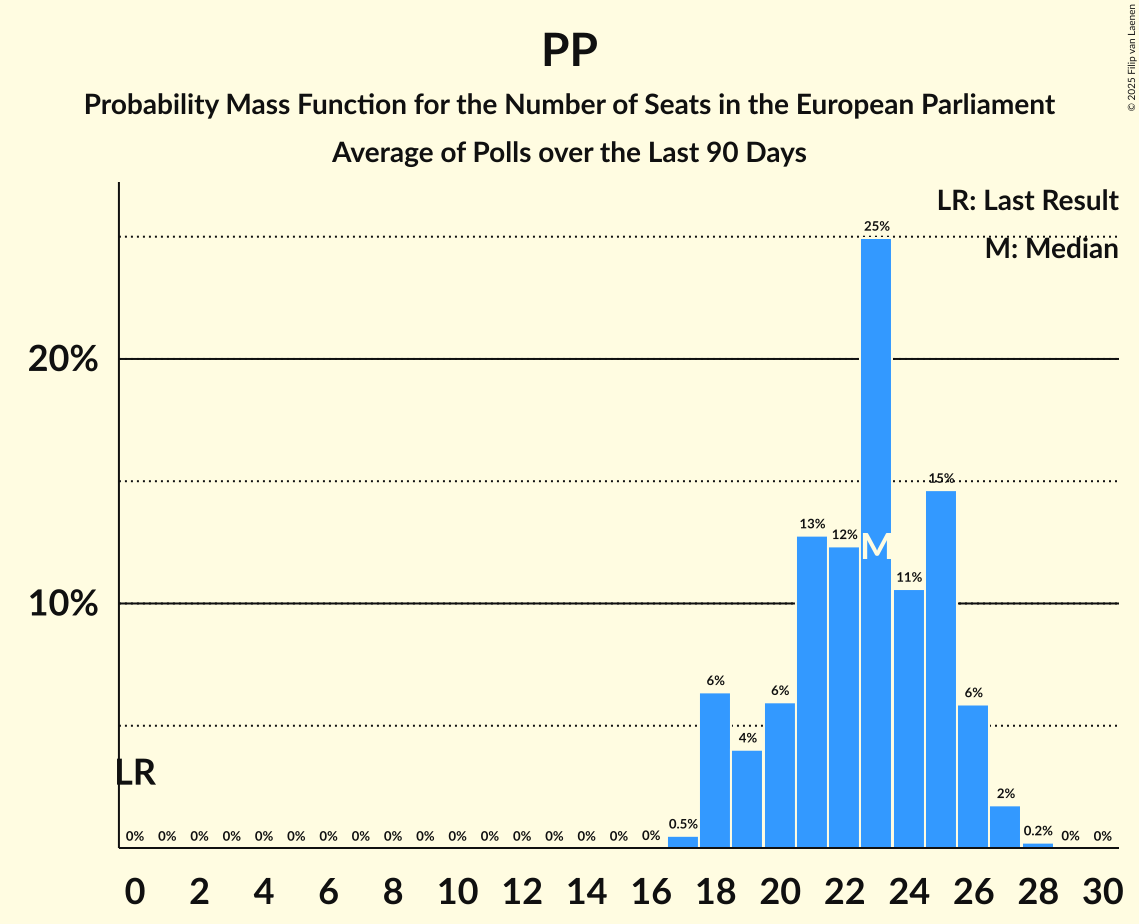 PP
Probability Mass Function for the Number of Seats in the European Parliament
Average of Polls over the Last 90 Days
© 2025 Filip van Laenen
LR: Last Result
M: Median
25%
20%
15%
13%
12%
M
11%
10%
6%
6%
6%
4%
LR
2%
0% 0% 0% 0% 0% 0% 0% 0% 0% 0% 0% 0% 0% 0% 0% 0% 0% 0.5% 0.2% 0% 0%
0 2 4 6 8 10 12 14 16 18 20 22 24 26 28 30